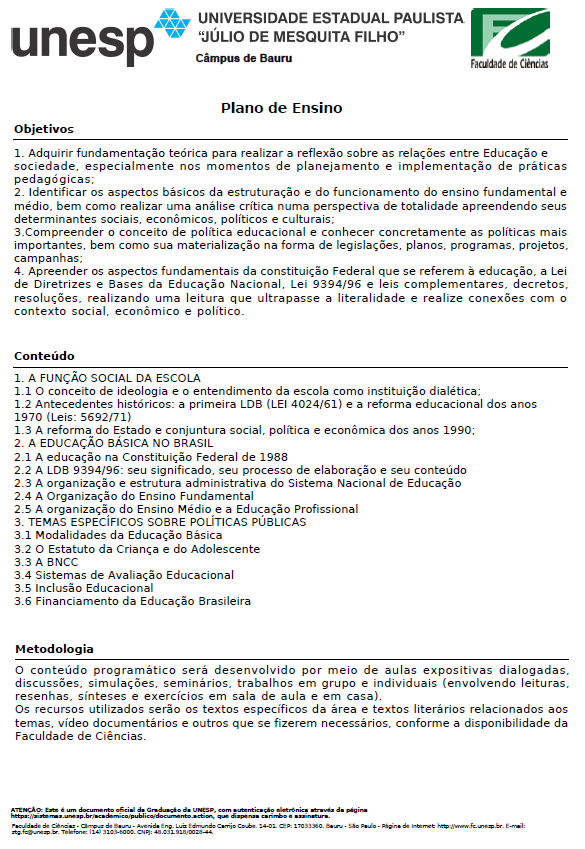 unesp
UNIVERSIDADE ESTADUAL PAULISTA
“JÚLIO DE MESQUITA FILHO”
Câmpus de Bauru
Faculdade de Ciências
Plano de Ensino
Objetivos
1. Adquirir fundamentação teórica para realizar a reflexão sobre as relações entre Educação e
sociedade, especialmente nos momentos de planejamento e implementação de práticas
pedagógicas;
2. Identificar os aspectos básicos da estruturação e do funcionamento do ensino fundamental e
médio, bem como realizar uma análise crítica numa perspectiva de totalidade apreendendo seus
determinantes sociais, econômicos, políticos e culturais;
3.Compreender o conceito de política educacional e conhecer concretamente as políticas mais
importantes, bem como sua materialização na forma de legislações, planos, programas, projetos,
campanhas;
4. Apreender os aspectos fundamentais da constituição Federal que se referem à educação, a Lei
de Diretrizes e Bases da Educação Nacional, Lei 9394/96 e leis complementares, decretos,
resoluções, realizando uma leitura que ultrapasse a literalidade e realize conexões com o
contexto social, econômico e político.
Conteúdo
1. A FUNÇÃO SOCIAL DA ESCOLA
1.1 O conceito de ideologia e o entendimento da escola como instituição dialética;
1.2 Antecedentes históricos: a primeira LDB (LEI 4024/61) e a reforma educacional dos anos
1970 (Leis: 5692/71)
1.3 A reforma do Estado e conjuntura social, política e econômica dos anos 1990;
2. A EDUCAÇÃO BÁSICA NO BRASIL
2.1 A educação na Constituição Federal de 1988
2.2 A LDB 9394/96: seu significado, seu processo de elaboração e seu conteúdo
2.3 A organização e estrutura administrativa do Sistema Nacional de Educação
2.4 A Organização do Ensino Fundamental
2.5 A organização do Ensino Médio e a Educação Profissional
3. TEMAS ESPECÍFICOS SOBRE POLÍTICAS PÚBLICAS
3.1 Modalidades da Educação Básica
3.2 O Estatuto da Criança e do Adolescente
3.3 A BNCC
3.4 Sistemas de Avaliação Educacional
3.5 Inclusão Educacional
3.6 Financiamento da Educação Brasileira
Metodologia
O conteúdo programático será desenvolvido por meio de aulas expositivas dialogadas,
discussões, simulações, seminários, trabalhos em grupo e individuais (envolvendo leituras,
resenhas, sínteses e exercícios em sala de aula e em casa).
Os recursos utilizados serão os textos específicos da área e textos literários relacionados aos
temas, vídeo documentários e outros que se fizerem necessários, conforme a disponibilidade da
Faculdade de Ciências.
ATENÇÃO: Este é um documento oficial da Graduação da UNESP, com autenticação eletrônica através da página
https://sistemas.unesp.br/academico/publico/documento.action, que dispensa carimbo e assinatura.
Faculdade de Ciências - Câmpus de Bauru - Avenida Eng. Luiz Edmundo Carrijo Coube, 14-01, CEP: 17033360, Bauru - São Paulo - Página de Internet: http://www.fc.unesp.br. E-mail:
stg.fc@unesp.br. Telefone: (14) 3103-6000. CNPJ: 48.031.918/0028-44.